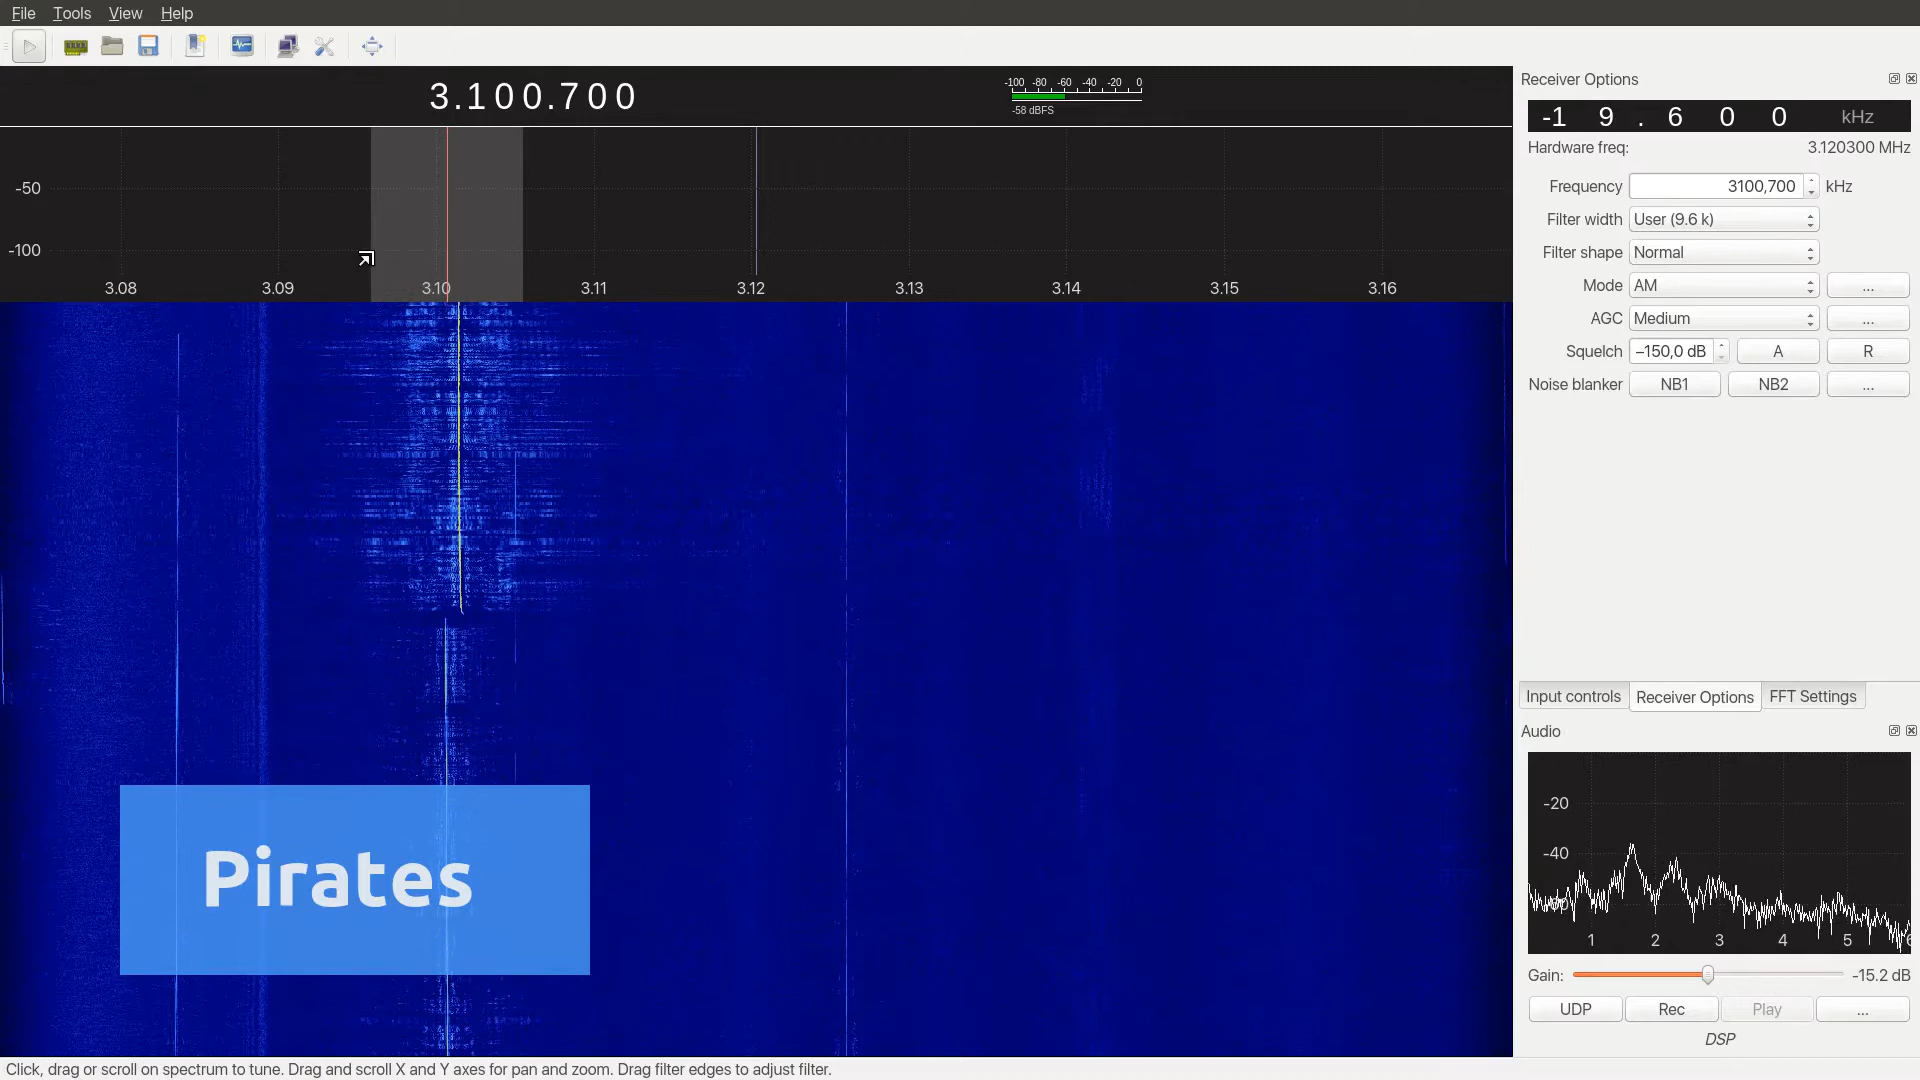 File Tools View Help
3.100.700
-100 -80 -60 -40 -20 0
-58 dBFS
-50
-100
3.08 3.09 3.10 3.11 3.12 3.13 3.14 3.15 3.16
Pirates
Click, drag or scroll on spectrum to tune. Drag and scroll X and Y axes for pan and zoom. Drag filter edges to adjust filter.
Receiver Options
-19.600 kHz
Hardware freq: 3.120300 MHz
Frequency 3100,700 kHz
Filter width User (9.6 k)
Filter shape Normal
Mode AM ...
AGC Medium ...
Squelch –150,0 dB A R
Noise blanker NB1 NB2 ...
Input controls Receiver Options FFT Settings
Audio
-20
-40
1 2 3 4 5
Gain: -15.2 dB
UDP Rec Play ...
DSP